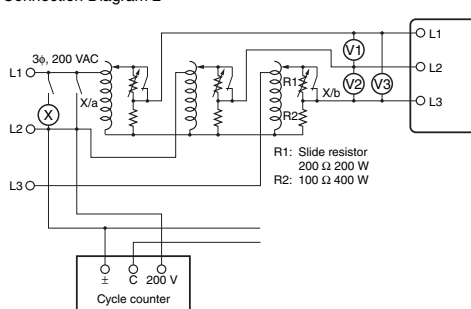 Connection Diagram 2
3ϕ, 200 VAC
L1
X
X/a
L2
L3
R1
R2
X/b
V1
V2
V3
L1
L2
L3
R1: Slide resistor
200 Ω 200 W
R2: 100 Ω 400 W
± C 200 V
Cycle counter